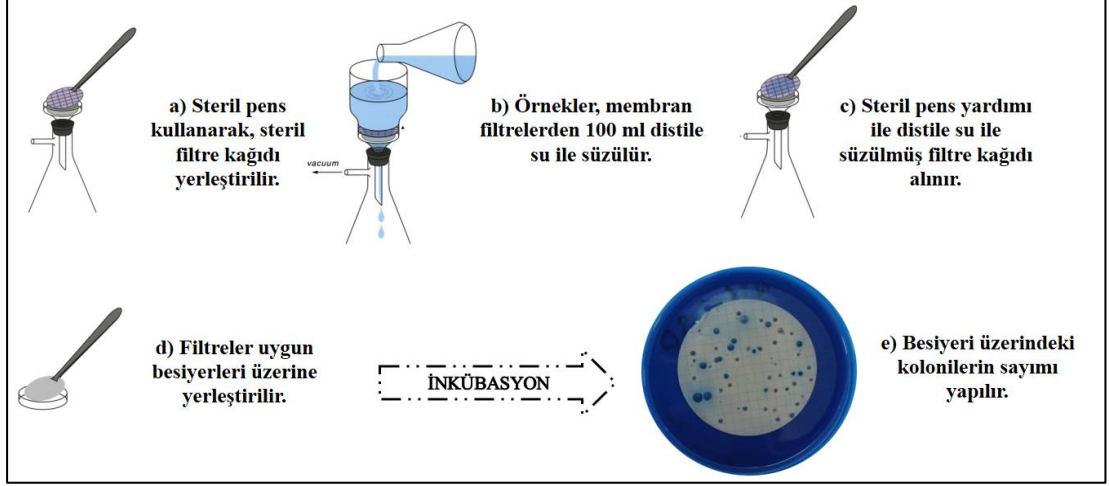 a) Steril pens
kullanarak, steril
filtre kağıdı
yerleştirilir.
vacuum
b) Örnekler, membran
filtrelerden 100 ml distile
su ile süzülür.
c) Steril pens yardımı
ile distile su ile
süzülmüş filtre kağıdı
alınır.
d) Filtreler uygun
besiyerleri üzerine
yerleştirilir.
İNKÜBASYON
e) Besiyeri üzerindeki
kolonilerin sayımı
yapılır.